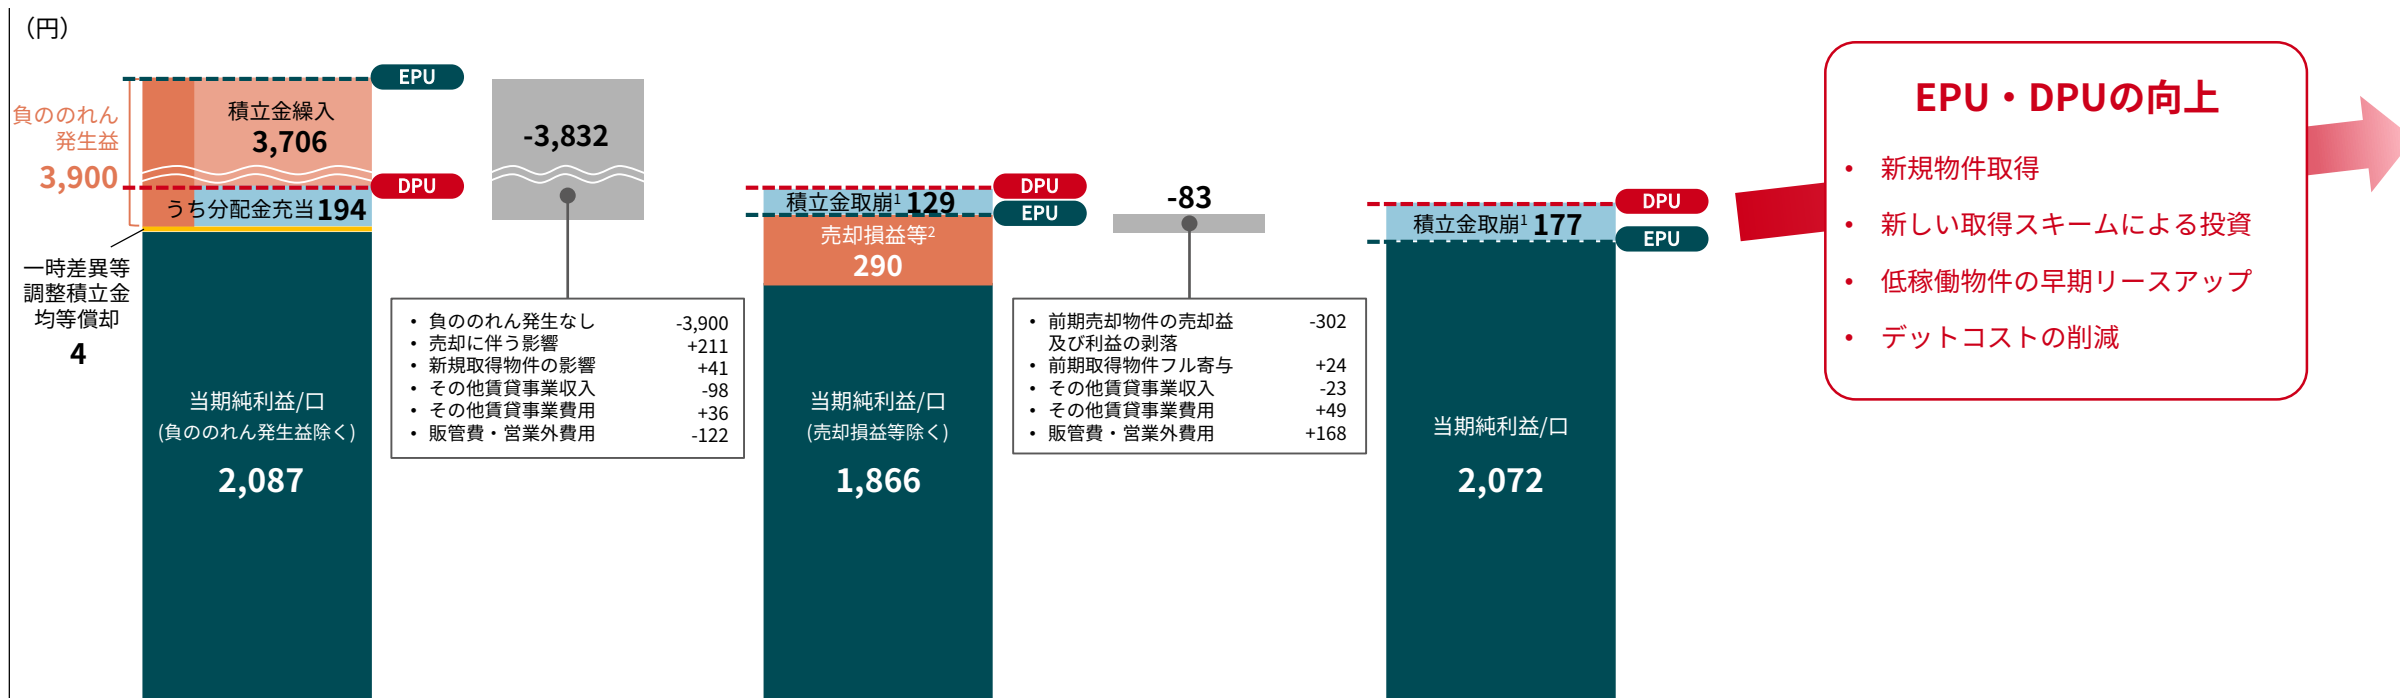 （円）
EPU
負ののれん
発生益
3,900
積立金繰入
3,706
DPU
うち分配金充当 194
一時差異等
調整積立金
均等償却
4
当期純利益/口
(負ののれん発生益除く)
2,087
-3,832
• 負ののれん発生なし -3,900
• 売却に伴う影響 +211
• 新規取得物件の影響 +41
• その他賃貸事業収入 -98
• その他賃貸事業費用 +36
• 販管費・営業外費用 -122
DPU
積立金取崩1 129
EPU
売却損益等2
290
当期純利益/口
(売却損益等除く)
1,866
-83
• 前期売却物件の売却益 -302
及び利益の剥落
• 前期取得物件フル寄与 +24
• その他賃貸事業収入 -23
• その他賃貸事業費用 +49
• 販管費・営業外費用 +168
DPU
積立金取崩1 177
EPU
当期純利益/口
2,072
EPU・DPUの向上
• 新規物件取得
• 新しい取得スキームによる投資
• 低稼働物件の早期リースアップ
• デットコストの削減